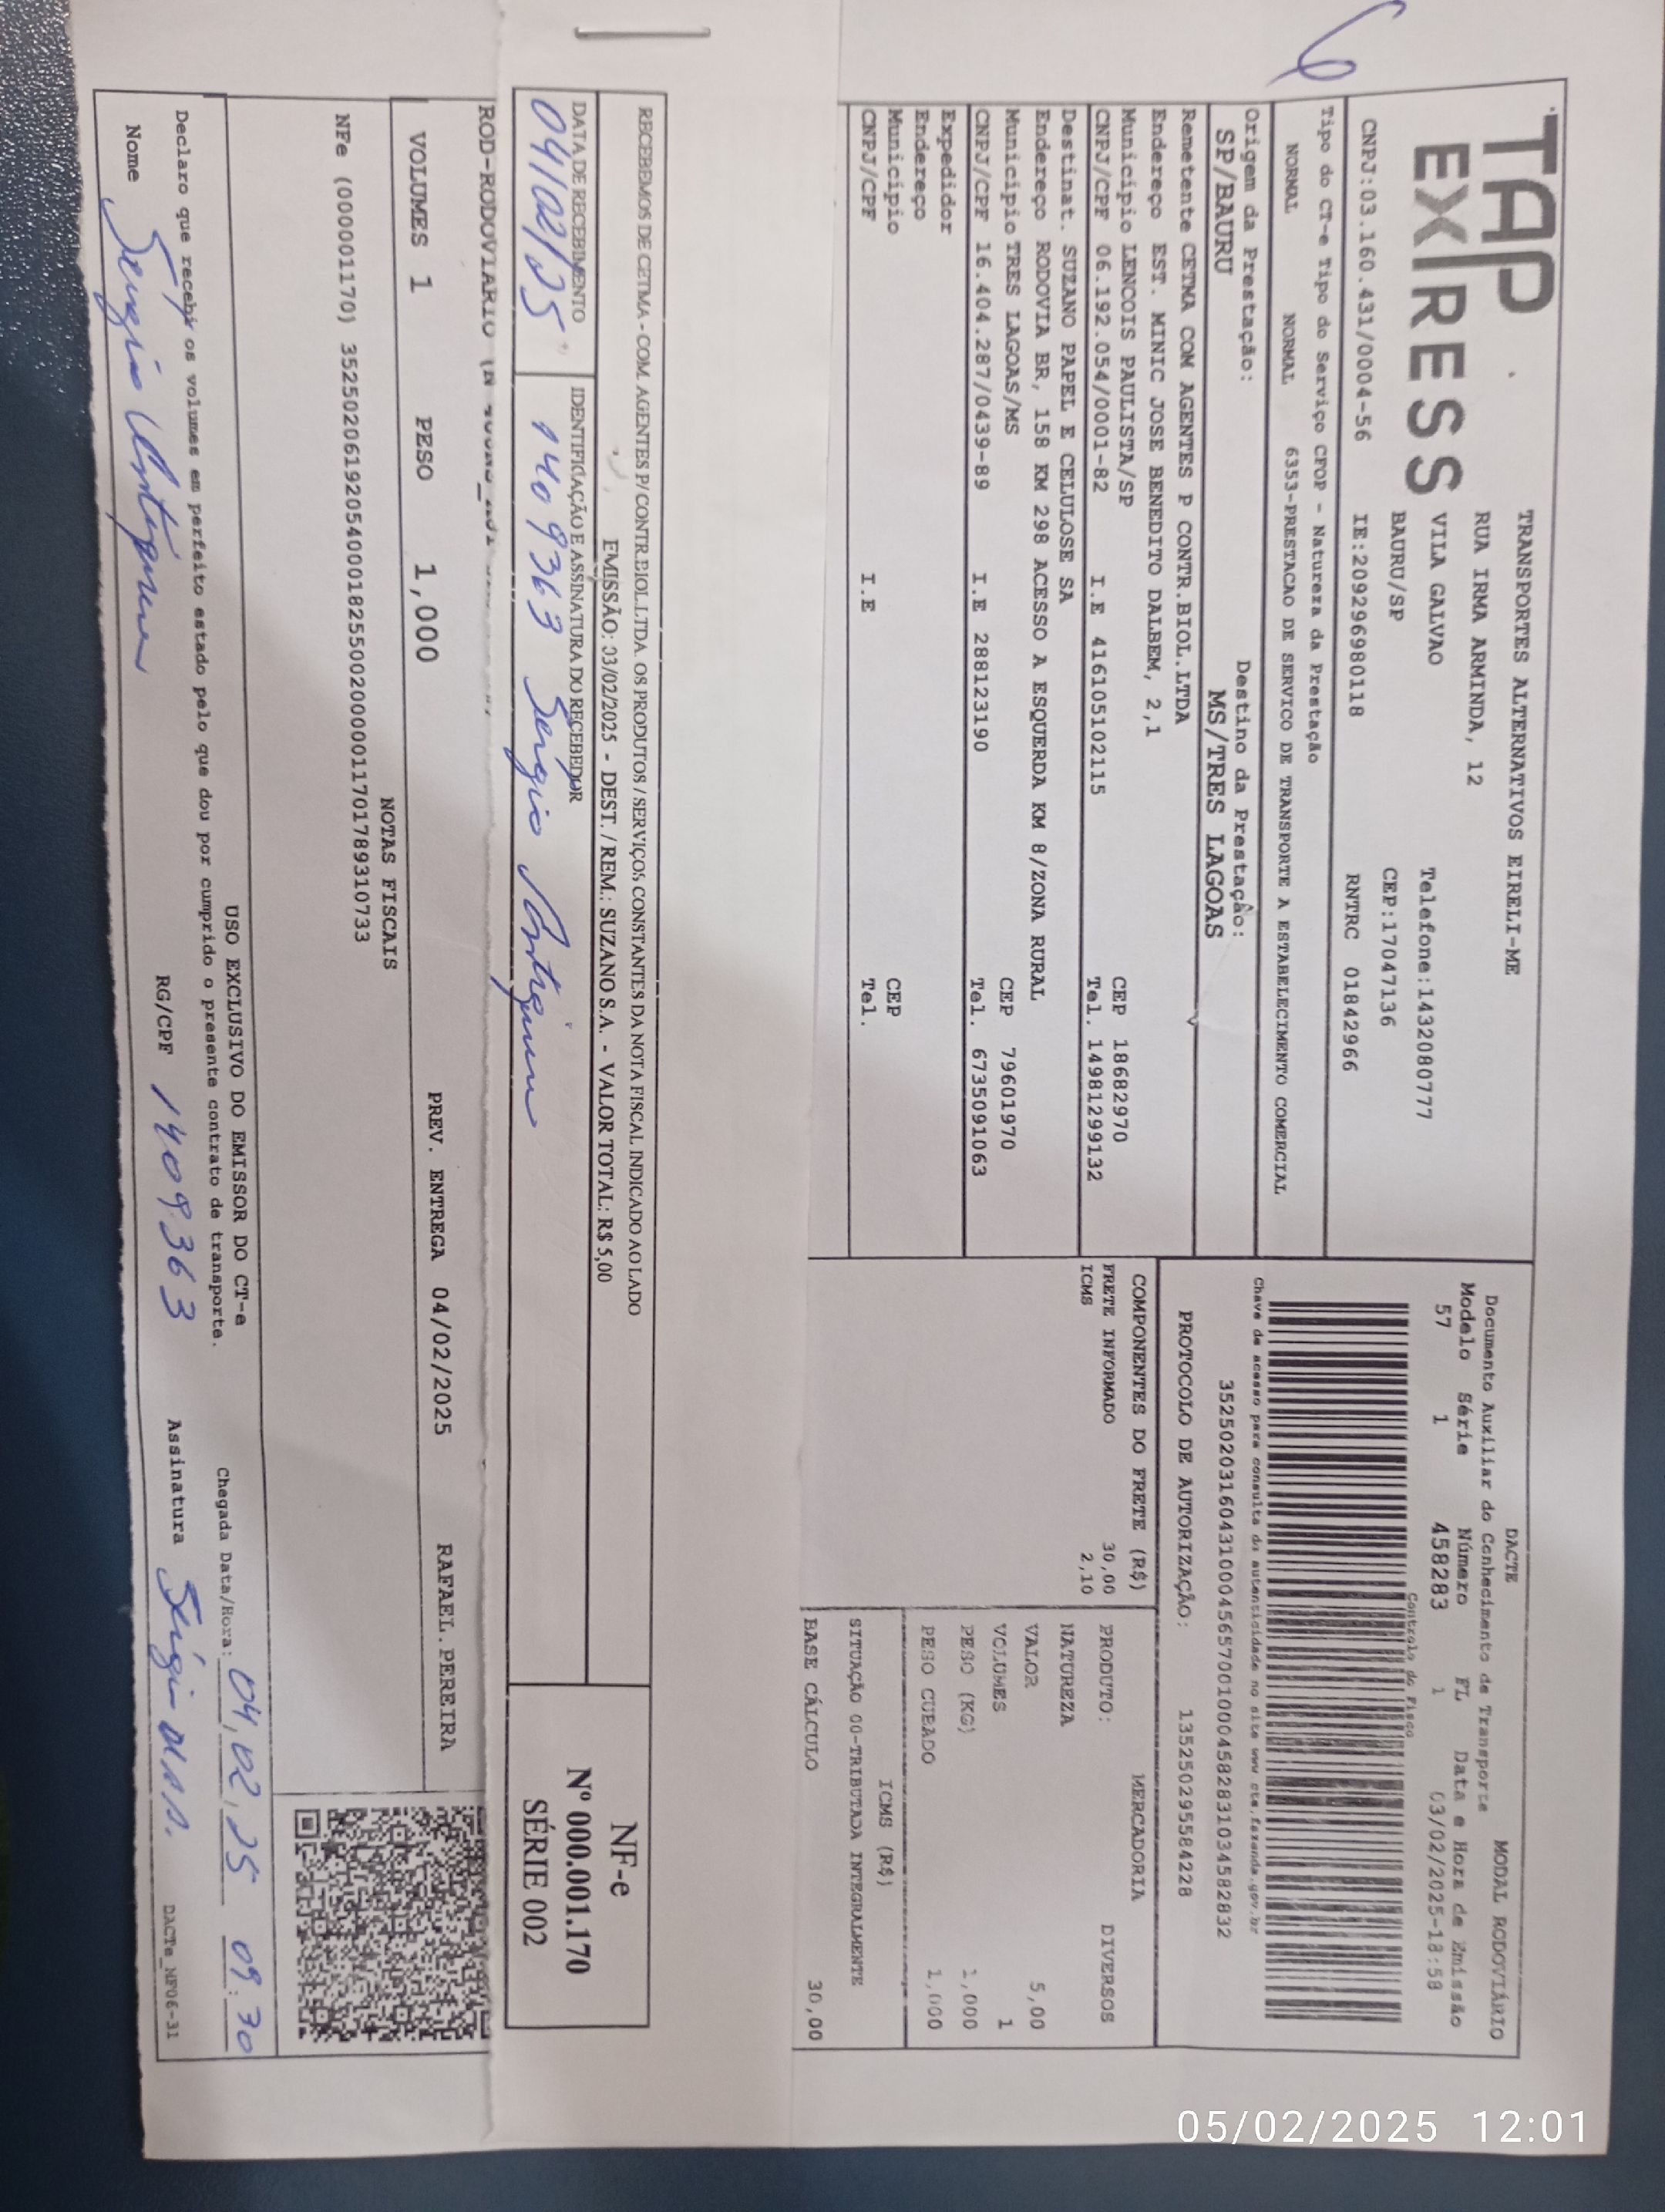 TAP
EXPRESS
TRANSPORTES ALTERNATIVOS EIRELI-ME
RUA IRMA ARMINDA, 12
VILA GALVAO Telefone:1432080777
BAURU/SP CEP:17047136
CNPJ:03.160.431/0004-56 IE:209296980118 RNTRC 01842966
Tipo do CT-e Tipo do Serviço CFOP - Natureza da Prestação
NORMAL NORMAL 6353-PRESTACAO DE SERVICO DE TRANSPORTE A ESTABELECIMENTO COMERCIAL
Origem da Prestação: Destino da Prestação:
SP/BAURU MS/TRES LAGOAS
Remetente CETMA COM AGENTES P CONTR.BIOL.LTDA
Endereço EST. MINIC JOSE BENEDITO DALBEM, 2,1
Município LENCOIS PAULISTA/SP CEP 18682970
CNPJ/CPF 06.192.054/0001-82 I.E 416105102115 Tel. 14981299132
Destinat. SUZANO PAPEL E CELULOSE SA
Endereço RODOVIA BR, 158 KM 298 ACESSO A ESQUERDA KM 8/ZONA RURAL
Município TRES LAGOAS/MS CEP 79601970
CNPJ/CPF 16.404.287/0439-89 I.E 288123190 Tel. 6735091063
Expedidor
Endereço
Município CEP
CNPJ/CPF I.E Tel.
DACTE MODAL RODOVIÁRIO
Documento Auxiliar do Conhecimento de Transporte
Modelo Série Número FL Data e Hora de Emissão
57 1 458283 1 03/02/2025-18:58
Controle do Fisco
Chave de acesso para consulta da autenticidade no site www.cte.fazenda.gov.br
35250203160431000456570010004582831034582832
PROTOCOLO DE AUTORIZAÇÃO: 135250295584228
COMPONENTES DO FRETE (R$)
FRETE INFORMADO 30,00
ICMS 2,10
MERCADORIA
PRODUTO: DIVERSOS
NATUREZA
VALOR 5,00
VOLUMES 1
PESO (KG) 1,000
PESO CUBADO 1,000
ICMS (R$)
SITUAÇÃO 00-TRIBUTADA INTEGRALMENTE
BASE CÁLCULO 30,00
RECEBEMOS DE CETMA - COM. AGENTES P/ CONTR.BIOL.LTDA. OS PRODUTOS / SERVIÇOS CONSTANTES DA NOTA FISCAL INDICADO AO LADO
EMISSÃO: 03/02/2025 - DEST. / REM.: SUZANO S.A. - VALOR TOTAL: R$ 5,00
DATA DE RECEBIMENTO IDENTIFICAÇÃO E ASSINATURA DO RECEBEDOR
04/02/25 140 9363 Sérgio
NF-e
Nº 000.001.170
SÉRIE 002
ROD-RODOVIARIO
VOLUMES 1 PESO 1,000 PREV. ENTREGA 04/02/2025 RAFAEL.PEREIRA
NOTAS FISCAIS
NFe (000001170) 35250206192054000182550020000011701789310733
USO EXCLUSIVO DO EMISSOR DO CT-e
Declaro que recebi os volumes em perfeito estado pelo que dou por cumprido o presente contrato de transporte.
Chegada Data/Hora: 04/02/25 09:30
Nome Sergio RG/CPF 1409363 Assinatura Sérgio
DACTe_NF06-31
05/02/2025 12:01